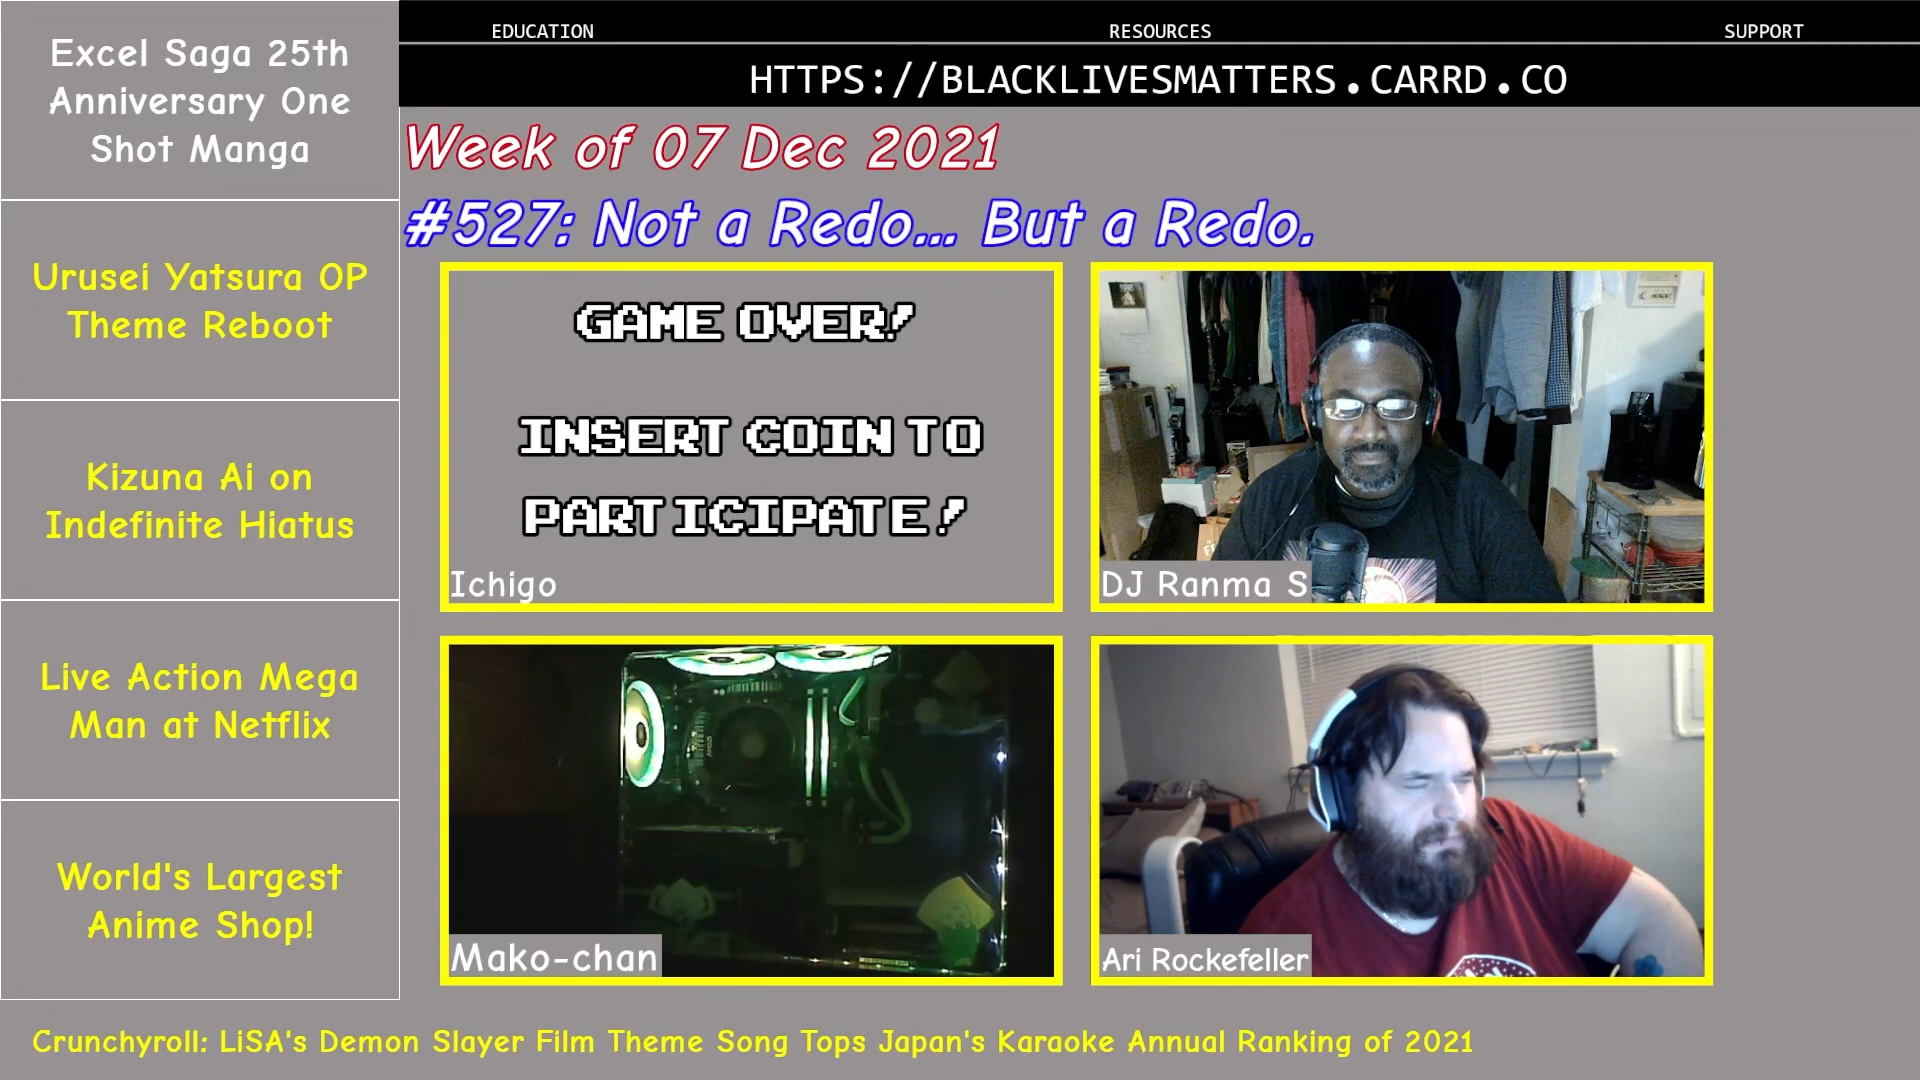 Excel Saga 25th
Anniversary One
Shot Manga
Urusei Yatsura OP
Theme Reboot
Kizuna Ai on
Indefinite Hiatus
Live Action Mega
Man at Netflix
World's Largest
Anime Shop!
EDUCATION RESOURCES SUPPORT
HTTPS://BLACKLIVESMATTERS.CARRD.CO
Week of 07 Dec 2021
#527: Not a Redo... But a Redo.
GAME OVER!
INSERT COIN TO
PARTICIPATE!
Ichigo
DJ Ranma S
Mako-chan
Ari Rockefeller
Crunchyroll: LiSA's Demon Slayer Film Theme Song Tops Japan's Karaoke Annual Ranking of 2021